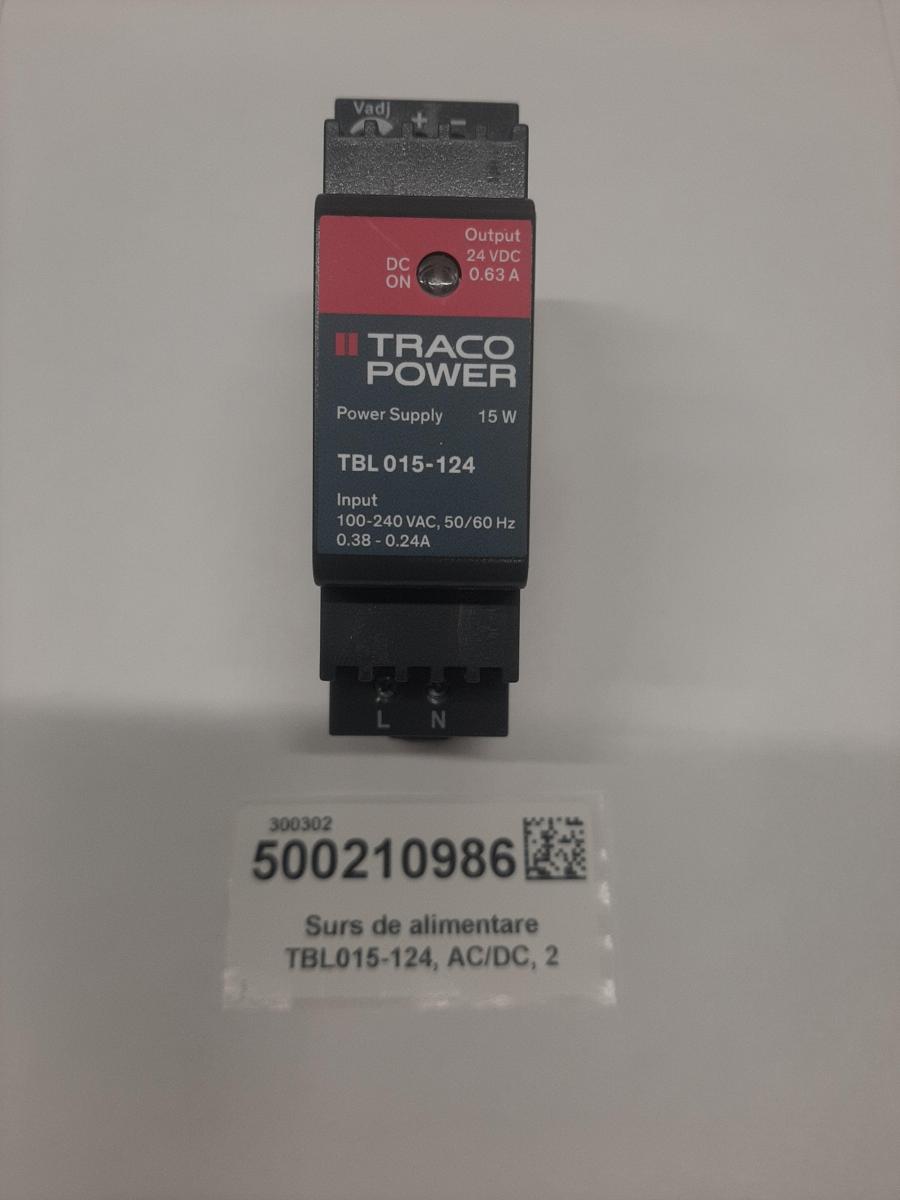 Vadj + -
Output
24 VDC
0.63 A
DC
ON
TRACO
POWER
Power Supply 15 W
TBL 015-124
Input
100-240 VAC, 50/60 Hz
0.38 - 0.24A
L N
300302
500210986
Surs de alimentare
TBL015-124, AC/DC, 2